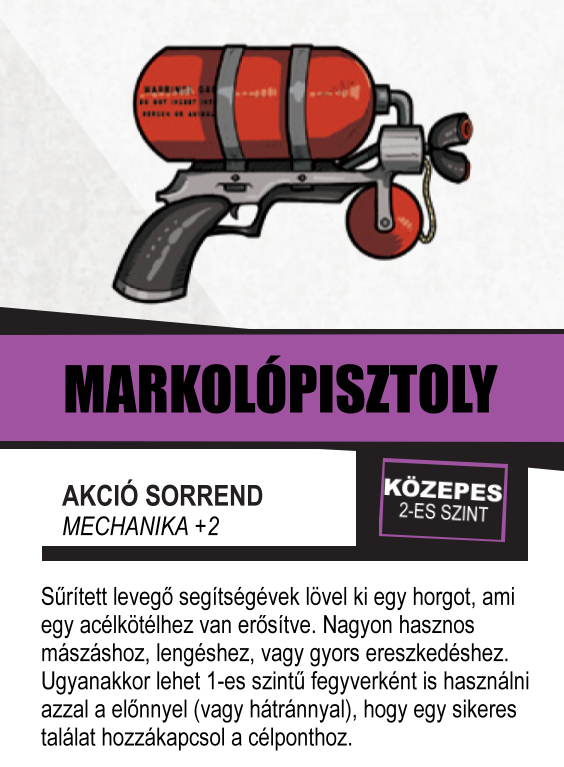 MARKOLÓPISZTOLY
AKCIÓ SORREND
MECHANIKA +2
KÖZEPES
2-ES SZINT
Sűrített levegő segítségévek lövel ki egy horgot, ami
egy acélkötélhez van erősítve. Nagyon hasznos
mászáshoz, lengéshez, vagy gyors ereszkedéshez.
Ugyanakkor lehet 1-es szintű fegyverként is használni
azzal a előnnyel (vagy hátránnyal), hogy egy sikeres
találat hozzákapcsol a célponthoz.